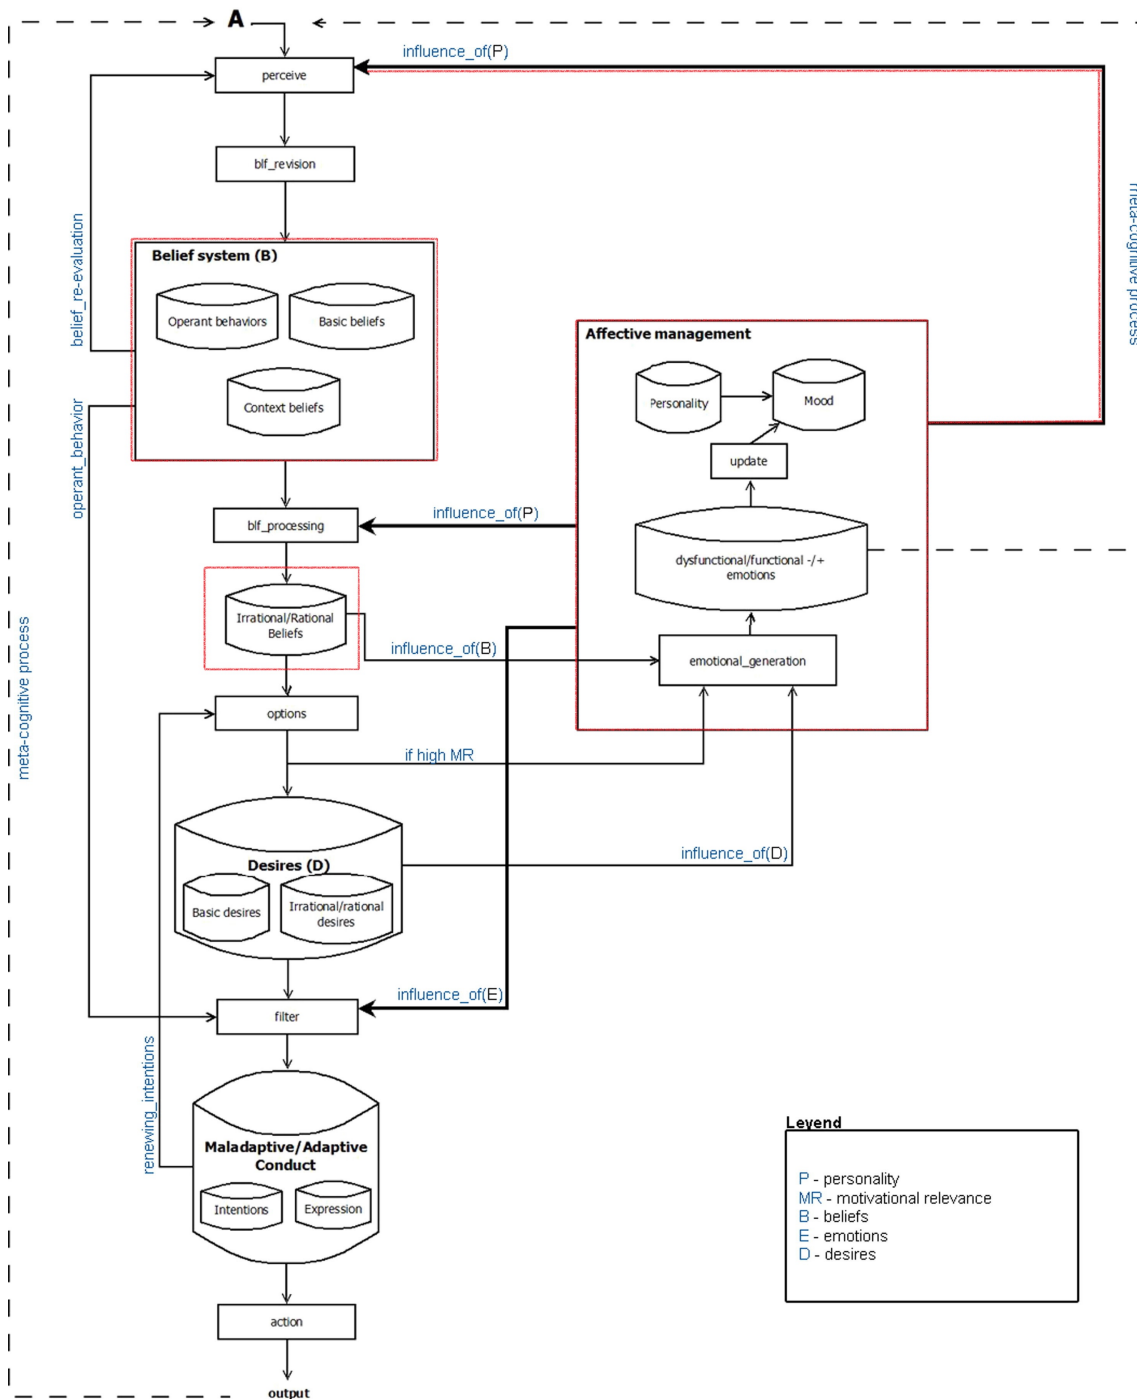 A
influence_of(P)
perceive
blf_revision
belief_re-evaluation
meta-cognitive process
Belief system (B)
Operant behaviors
Basic beliefs
Context beliefs
operant_behavior
Affective management
Personality
Mood
update
blf_processing
influence_of(P)
dysfunctional/functional -/+
emotions
Irrational/Rational
Beliefs
influence_of(B)
emotional_generation
meta-cognitive process
options
if high MR
Desires (D)
influence_of(D)
Basic desires
Irrational/rational
desires
influence_of(E)
filter
renewing_intentions
Maladaptive/Adaptive
Conduct
Intentions
Expression
Leyend
P - personality
MR - motivational relevance
B - beliefs
E - emotions
D - desires
action
output